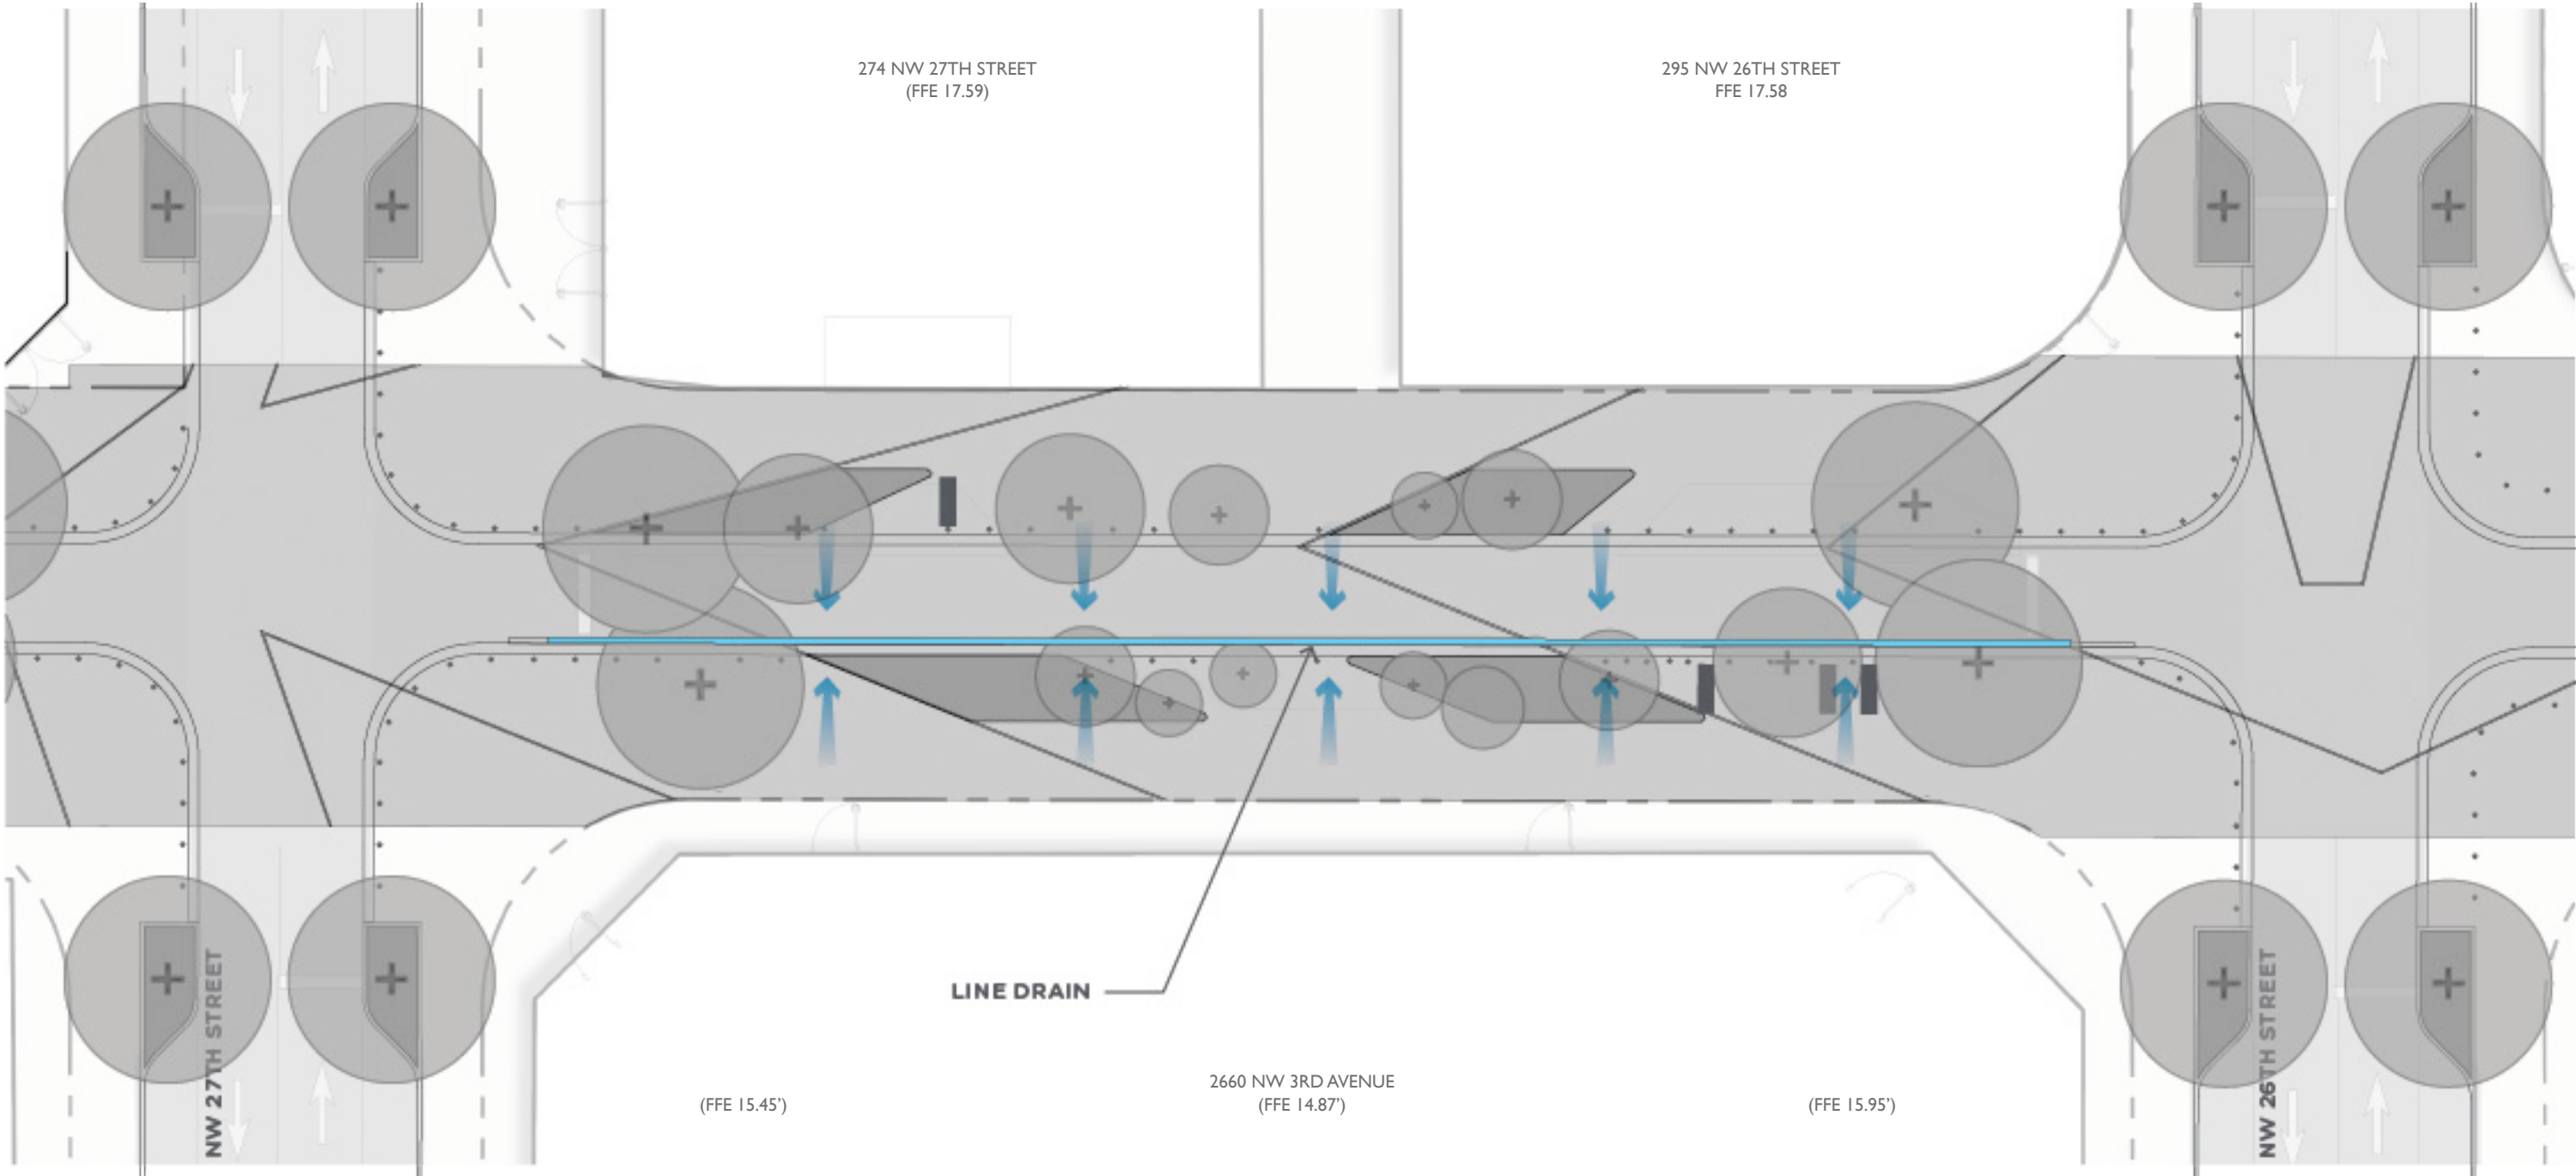 274 NW 27TH STREET
(FFE 17.59)
295 NW 26TH STREET
FFE 17.58
LINE DRAIN
NW 27TH STREET
NW 26TH STREET
2660 NW 3RD AVENUE
(FFE 15.45')
(FFE 14.87')
(FFE 15.95')